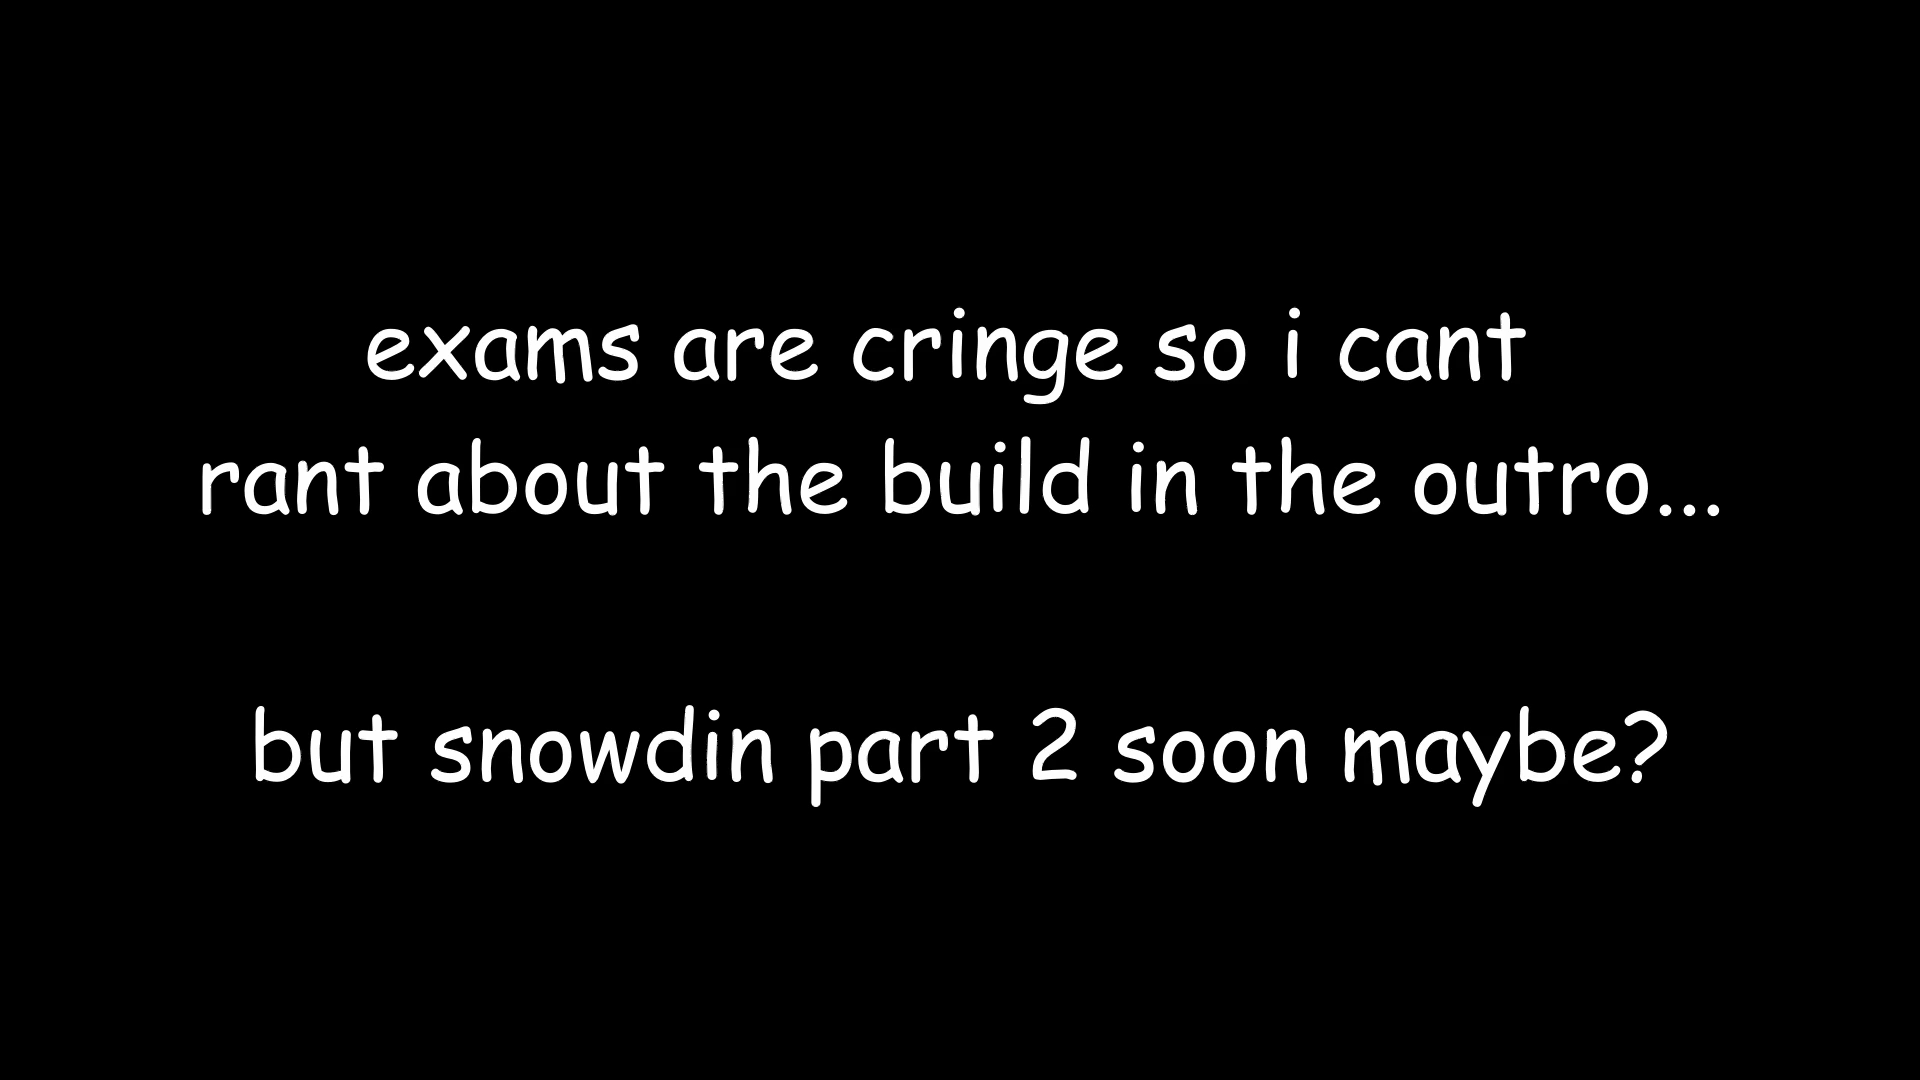 exams are cringe so i cant
rant about the build in the outro...
but snowdin part 2 soon maybe?